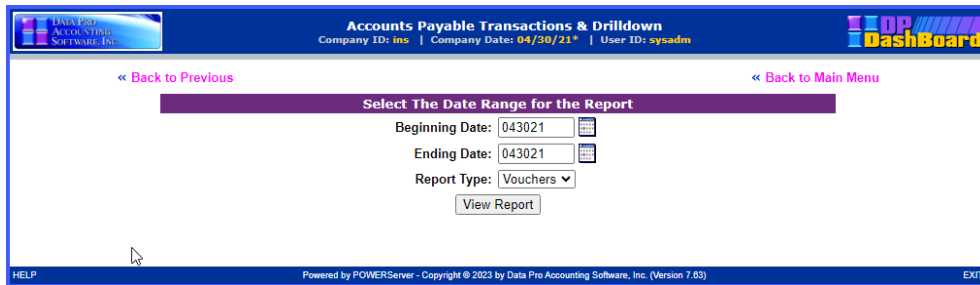 DATA PRO
ACCOUNTING
SOFTWARE, INC.
Accounts Payable Transactions & Drilldown
Company ID: ins | Company Date: 04/30/21* | User ID: sysadm
DP
DashBoard
« Back to Previous
« Back to Main Menu
Select The Date Range for the Report
Beginning Date: 043021
Ending Date: 043021
Report Type: Vouchers
View Report
HELP
Powered by POWERServer - Copyright © 2023 by Data Pro Accounting Software, Inc. (Version 7.63)
EXIT